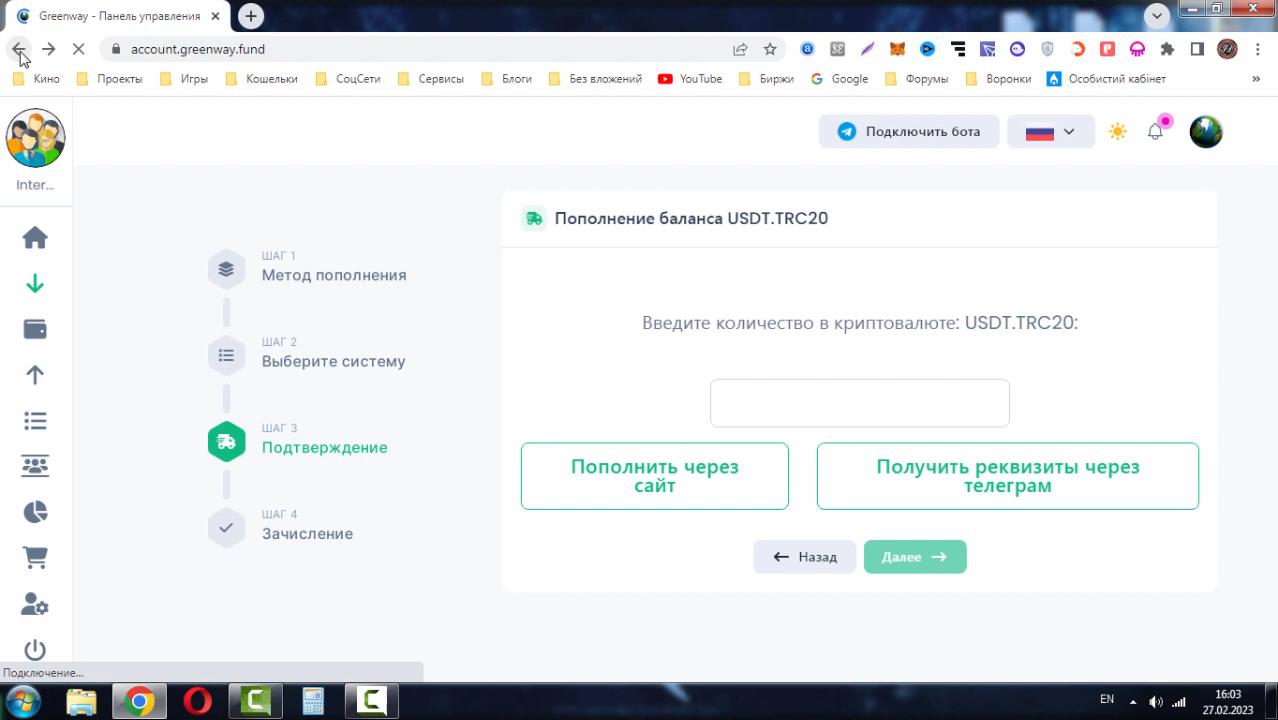 Greenway - Панель управления
account.greenway.fund
Кино
Проекты
Игры
Кошельки
СоцСети
Сервисы
Блоги
Без вложений
YouTube
Биржи
Google
Форумы
Воронки
Особистий кабінет
Inter...
Подключить бота
Пополнение баланса USDT.TRC20
ШАГ 1
Метод пополнения
ШАГ 2
Выберите систему
ШАГ 3
Подтверждение
ШАГ 4
Зачисление
Введите количество в криптовалюте: USDT.TRC20:
Пополнить через
сайт
Получить реквизиты через
телеграм
Назад
Далее
Подключение...
EN
16:03
27.02.2023